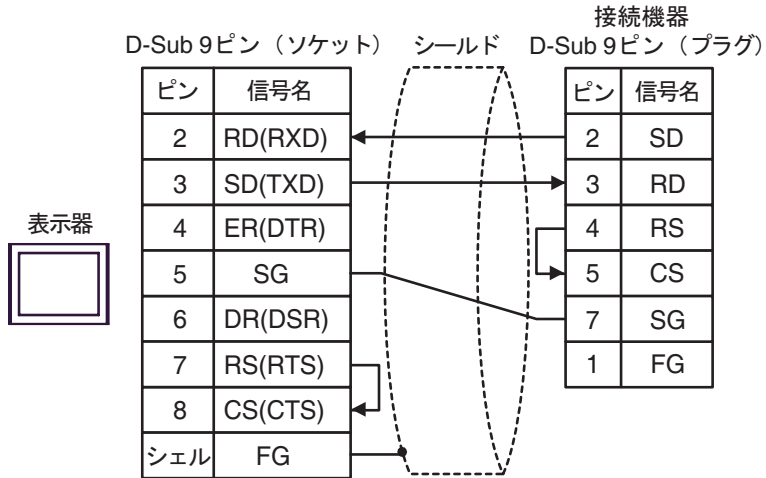 接続機器
D-Sub 9ピン（ソケット） シールド D-Sub 9ピン（プラグ）
ピン 信号名 ピン 信号名
2 RD(RXD) 2 SD
3 SD(TXD) 3 RD
表示器 4 ER(DTR) 4 RS
5 SG 5 CS
6 DR(DSR) 7 SG
7 RS(RTS) 1 FG
8 CS(CTS)
シェル FG